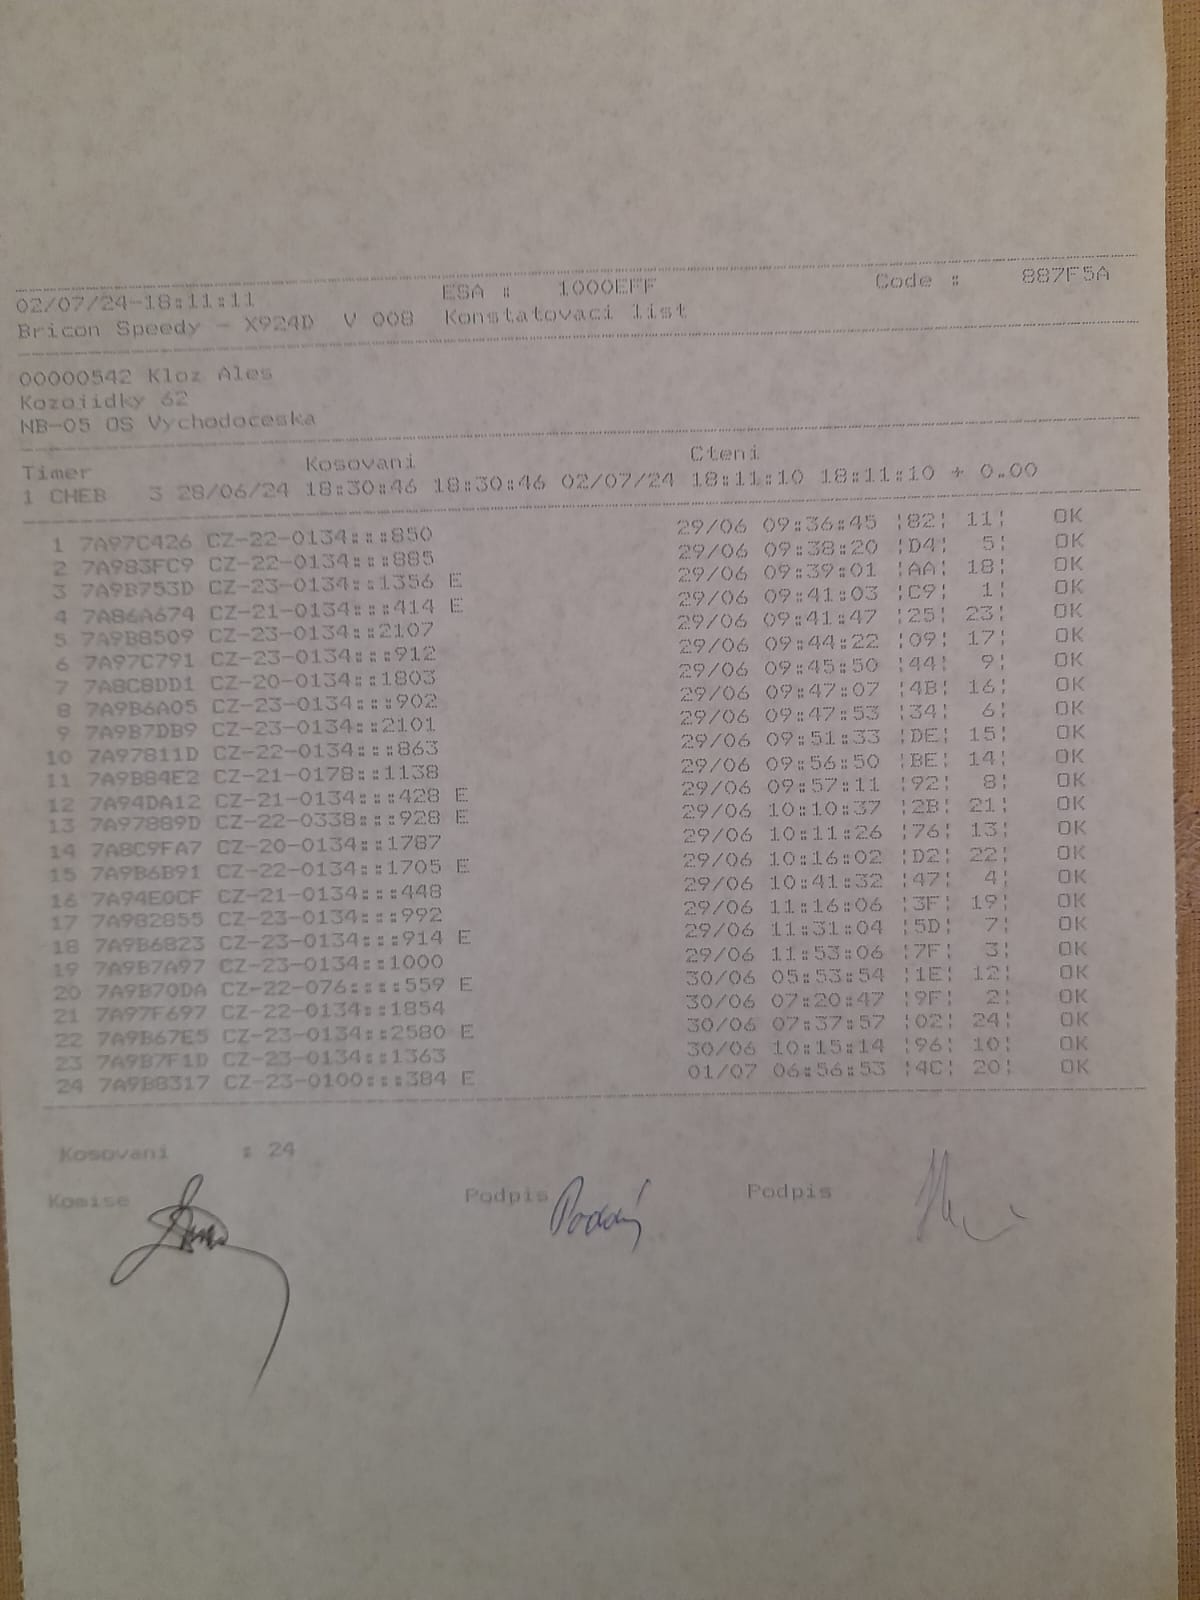 02/07/24-18:11:11 ESA : 1000EFF Code : 887F5A
Bricon Speedy - X924D V 008 Konstatovaci list
00000542 Kloz Ales
Kozojidky 62
NB-05 OS Vychodoceska
Timer Kosovani Cteni
1 CHEB 3 28/06/24 18:30:46 18:30:46 02/07/24 18:11:10 18:11:10 + 0.00
1 7A97C426 CZ-22-0134:::850 29/06 09:36:45 ¦82¦ 11¦ OK
2 7A983FC9 CZ-22-0134:::885 29/06 09:38:20 ¦D4¦ 5¦ OK
3 7A9B753D CZ-23-0134::1356 E 29/06 09:39:01 ¦AA¦ 18¦ OK
4 7A86A674 CZ-21-0134:::414 E 29/06 09:41:03 ¦C9¦ 1¦ OK
5 7A9B8509 CZ-23-0134::2107 29/06 09:41:47 ¦25¦ 23¦ OK
6 7A97C791 CZ-23-0134:::912 29/06 09:44:22 ¦09¦ 17¦ OK
7 7A8C8DD1 CZ-20-0134::1803 29/06 09:45:50 ¦44¦ 9¦ OK
8 7A9B6A05 CZ-23-0134:::902 29/06 09:47:07 ¦4B¦ 16¦ OK
9 7A9B7DB9 CZ-23-0134::2101 29/06 09:47:53 ¦34¦ 6¦ OK
10 7A97811D CZ-22-0134:::863 29/06 09:51:33 ¦DE¦ 15¦ OK
11 7A9B84E2 CZ-21-0178::1138 29/06 09:56:50 ¦BE¦ 14¦ OK
12 7A94DA12 CZ-21-0134:::428 E 29/06 09:57:11 ¦92¦ 8¦ OK
13 7A97889D CZ-22-0338:::928 E 29/06 10:10:37 ¦2B¦ 21¦ OK
14 7A8C9FA7 CZ-20-0134::1787 29/06 10:11:26 ¦76¦ 13¦ OK
15 7A9B6B91 CZ-22-0134::1705 E 29/06 10:16:02 ¦D2¦ 22¦ OK
16 7A94E0CF CZ-21-0134:::448 29/06 10:41:32 ¦47¦ 4¦ OK
17 7A982855 CZ-23-0134:::992 29/06 11:16:06 ¦3F¦ 19¦ OK
18 7A9B6823 CZ-23-0134:::914 E 29/06 11:31:04 ¦5D¦ 7¦ OK
19 7A9B7A97 CZ-23-0134::1000 29/06 11:53:06 ¦7F¦ 3¦ OK
20 7A9B70DA CZ-22-076::::559 E 30/06 05:53:54 ¦1E¦ 12¦ OK
21 7A97F697 CZ-22-0134::1854 30/06 07:20:47 ¦9F¦ 2¦ OK
22 7A9B67E5 CZ-23-0134::2580 E 30/06 07:37:57 ¦02¦ 24¦ OK
23 7A9B7F1D CZ-23-0134::1363 30/06 10:15:14 ¦96¦ 10¦ OK
24 7A9B8317 CZ-23-0100:::384 E 01/07 06:56:53 ¦4C¦ 20¦ OK
Kosovani : 24
Komise Podpis Podpis